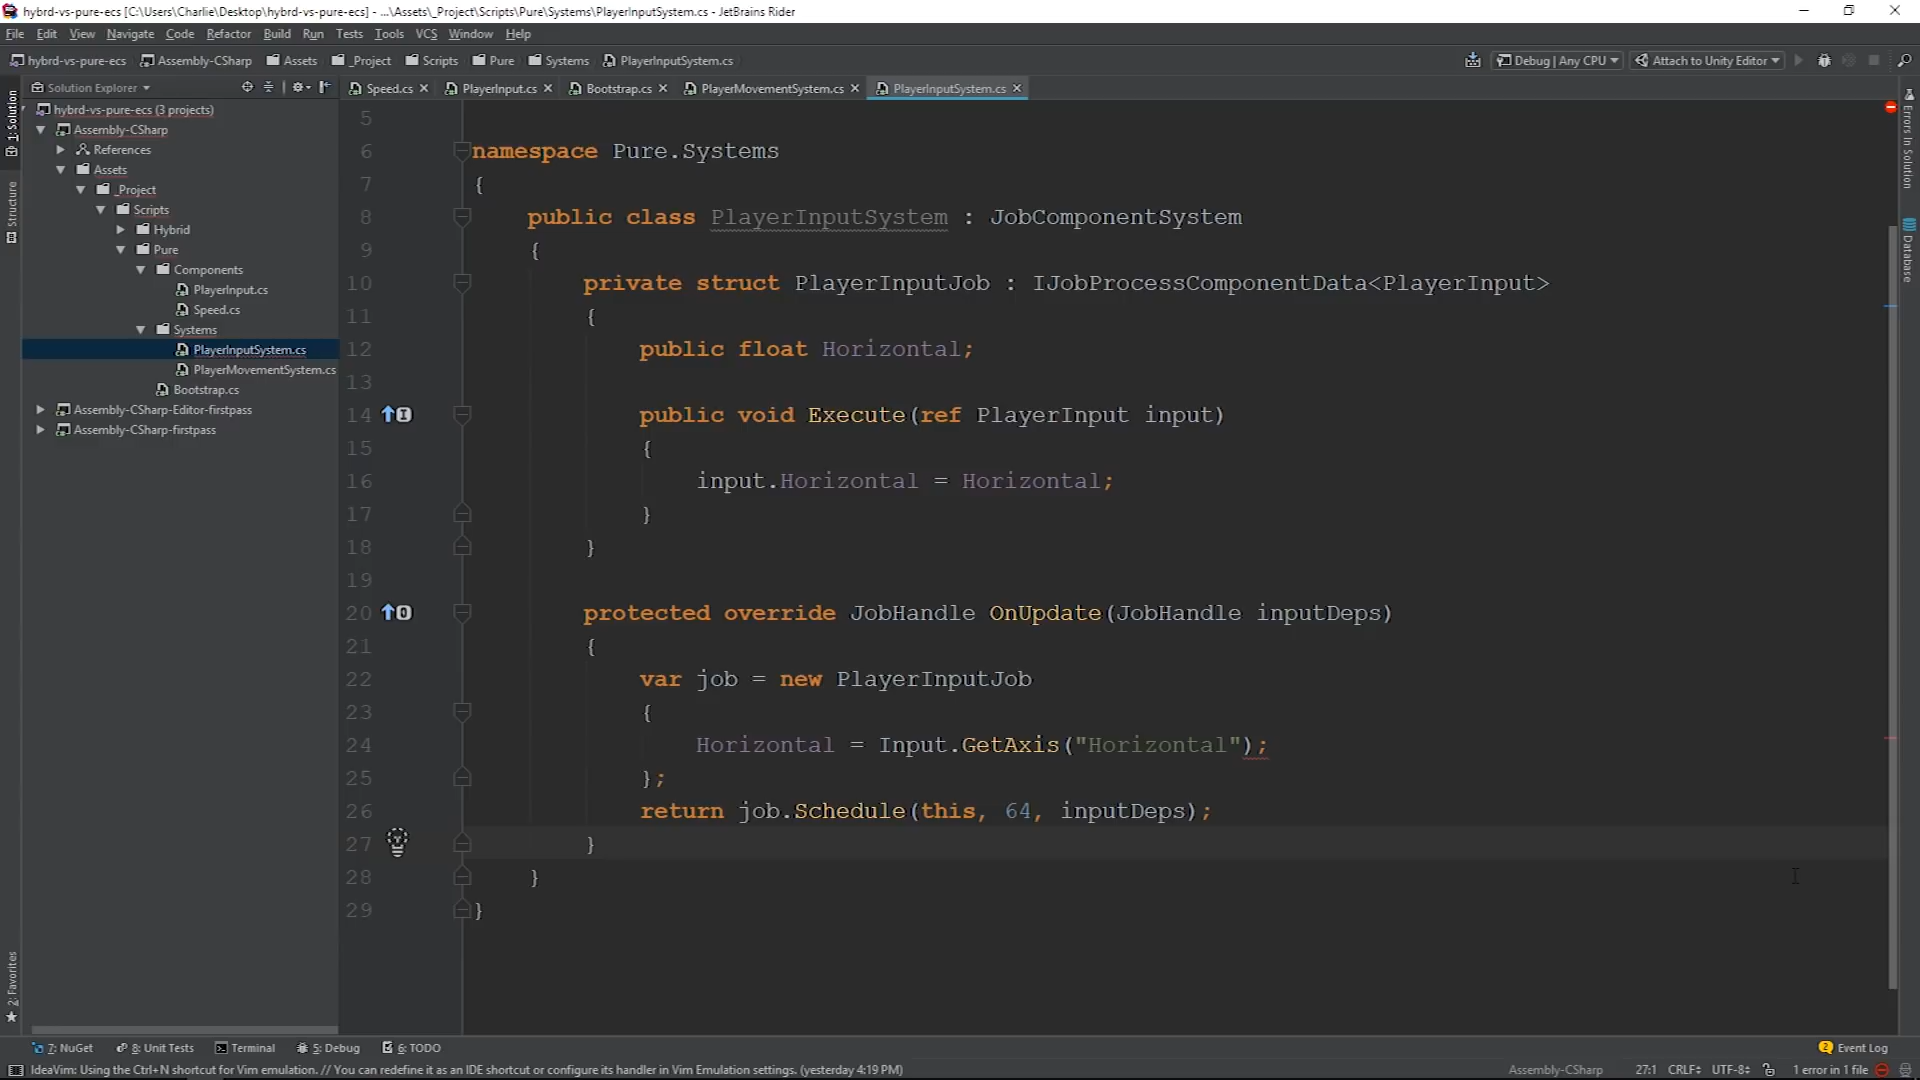 hybrd-vs-pure-ecs [C:\Users\Charlie\Desktop\hybrd-vs-pure-ecs] - ...\Assets\_Project\Scripts\Pure\Systems\PlayerInputSystem.cs - JetBrains Rider
File Edit View Navigate Code Refactor Build Run Tests Tools VCS Window Help
hybrd-vs-pure-ecs Assembly-CSharp Assets _Project Scripts Pure Systems PlayerInputSystem.cs
Debug | Any CPU Attach to Unity Editor
Solution Explorer
Speed.cs PlayerInput.cs Bootstrap.cs PlayerMovementSystem.cs PlayerInputSystem.cs
1: Solution
Structure
2: Favorites
hybrd-vs-pure-ecs (3 projects)
Assembly-CSharp
References
Assets
_Project
Scripts
Hybrid
Pure
Components
PlayerInput.cs
Speed.cs
Systems
PlayerInputSystem.cs
PlayerMovementSystem.cs
Bootstrap.cs
Assembly-CSharp-Editor-firstpass
Assembly-CSharp-firstpass
5
6 namespace Pure.Systems
7 {
8 public class PlayerInputSystem : JobComponentSystem
9 {
10 private struct PlayerInputJob : IJobProcessComponentData<PlayerInput>
11 {
12 public float Horizontal;
13
14 public void Execute(ref PlayerInput input)
15 {
16 input.Horizontal = Horizontal;
17 }
18 }
19
20 protected override JobHandle OnUpdate(JobHandle inputDeps)
21 {
22 var job = new PlayerInputJob
23 {
24 Horizontal = Input.GetAxis("Horizontal");
25 };
26 return job.Schedule(this, 64, inputDeps);
27 }
28 }
29 }
Errors In Solution
Database
7: NuGet 8: Unit Tests Terminal 5: Debug 6: TODO
2 Event Log
IdeaVim: Using the Ctrl+N shortcut for Vim emulation. // You can redefine it as an IDE shortcut or configure its handler in Vim Emulation settings. (yesterday 4:19 PM)
Assembly-CSharp 27:1 CRLF UTF-8 1 error in 1 file